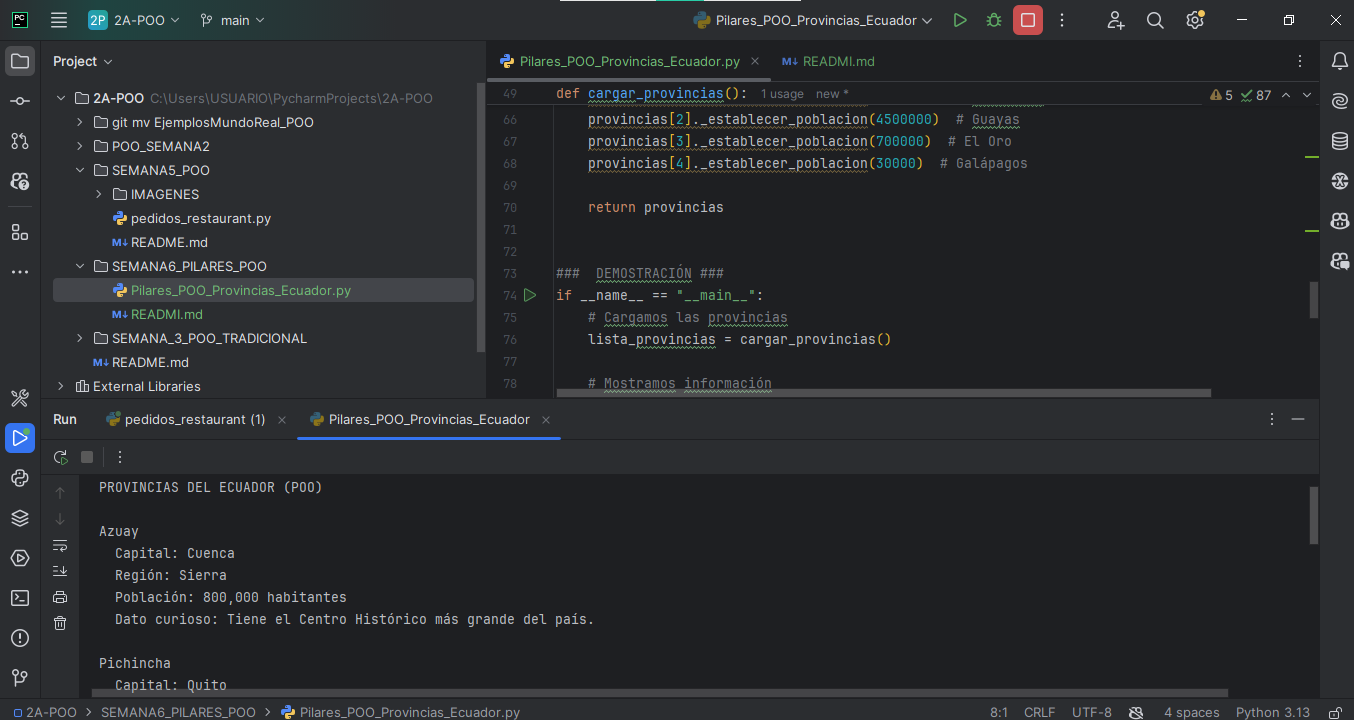 PC
2P 2A-POO
main
Pilares_POO_Provincias_Ecuador
Project
2A-POO C:\Users\USUARIO\PycharmProjects\2A-POO
git mv EjemplosMundoReal_POO
POO_SEMANA2
SEMANA5_POO
IMAGENES
pedidos_restaurant.py
M↓ README.md
SEMANA6_PILARES_POO
Pilares_POO_Provincias_Ecuador.py
M↓ READMI.md
SEMANA_3_POO_TRADICIONAL
M↓ README.md
External Libraries
Pilares_POO_Provincias_Ecuador.py
M↓ READMI.md
5 87
49 def cargar_provincias(): 1 usage new *
66 provincias[2]._establecer_poblacion(4500000) # Guayas
67 provincias[3]._establecer_poblacion(700000) # El Oro
68 provincias[4]._establecer_poblacion(30000) # Galápagos
69
70 return provincias
71
72
73 ### DEMOSTRACIÓN ###
74 if __name__ == "__main__":
75 # Cargamos las provincias
76 lista_provincias = cargar_provincias()
77
78 # Mostramos información
Run pedidos_restaurant (1) Pilares_POO_Provincias_Ecuador
PROVINCIAS DEL ECUADOR (POO)
Azuay
Capital: Cuenca
Región: Sierra
Población: 800,000 habitantes
Dato curioso: Tiene el Centro Histórico más grande del país.
Pichincha
Capital: Quito
2A-POO > SEMANA6_PILARES_POO > Pilares_POO_Provincias_Ecuador.py
8:1 CRLF UTF-8 4 spaces Python 3.13